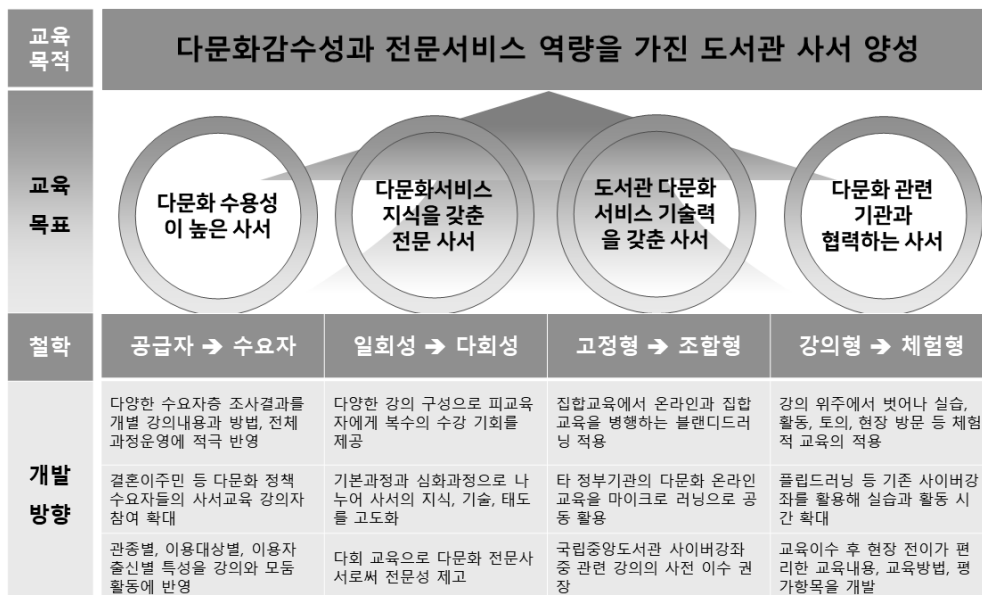 교육
목적
다문화감수성과 전문서비스 역량을 가진 도서관 사서 양성
교육
목표
다문화 수용성
이 높은 사서
다문화서비스
지식을 갖춘
전문 사서
도서관 다문화
서비스 기술력
을 갖춘 사서
다문화 관련
기관과
협력하는 사서
철학
공급자 ➔ 수요자
일회성 ➔ 다회성
고정형 ➔ 조합형
강의형 ➔ 체험형
개발
방향
다양한 수요자층 조사결과를
개별 강의내용과 방법, 전체
과정운영에 적극 반영
다양한 강의 구성으로 피교육
자에게 복수의 수강 기회를
제공
집합교육에서 온라인과 집합
교육을 병행하는 블랜디드러
닝 적용
강의 위주에서 벗어나 실습,
활동, 토의, 현장 방문 등 체험
적 교육의 적용
결혼이주민 등 다문화 정책
수요자들의 사서교육 강의자
참여 확대
기본과정과 심화과정으로 나
누어 사서의 지식, 기술, 태도
를 고도화
타 정부기관의 다문화 온라인
교육을 마이크로 러닝으로 공
동 활용
플립드러닝 등 기존 사이버강
좌를 활용해 실습과 활동 시
간 확대
관종별, 이용대상별, 이용자
출신별 특성을 강의와 모둠
활동에 반영
다회 교육으로 다문화 전문사
서로써 전문성 제고
국립중앙도서관 사이버강좌
중 관련 강의의 사전 이수 권
장
교육이수 후 현장 전이가 편
리한 교육내용, 교육방법, 평
가항목을 개발